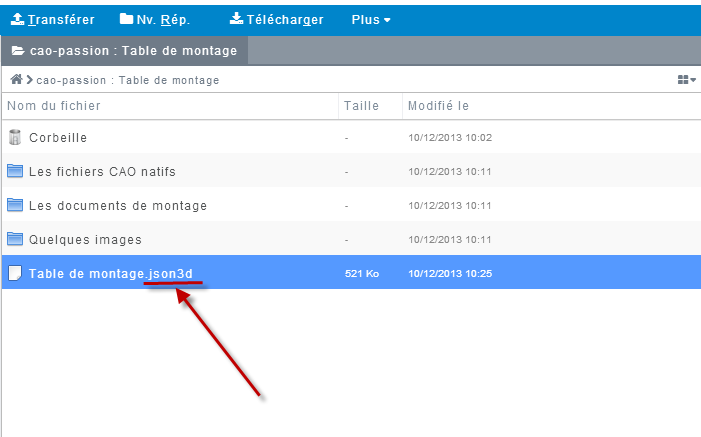 Transférer Nv. Rép. Télécharger Plus
cao-passion : Table de montage
cao-passion : Table de montage
Nom du fichier Taille Modifié le
Corbeille - 10/12/2013 10:02
Les fichiers CAO natifs - 10/12/2013 10:11
Les documents de montage - 10/12/2013 10:11
Quelques images - 10/12/2013 10:11
Table de montage.json3d 521 Ko 10/12/2013 10:25